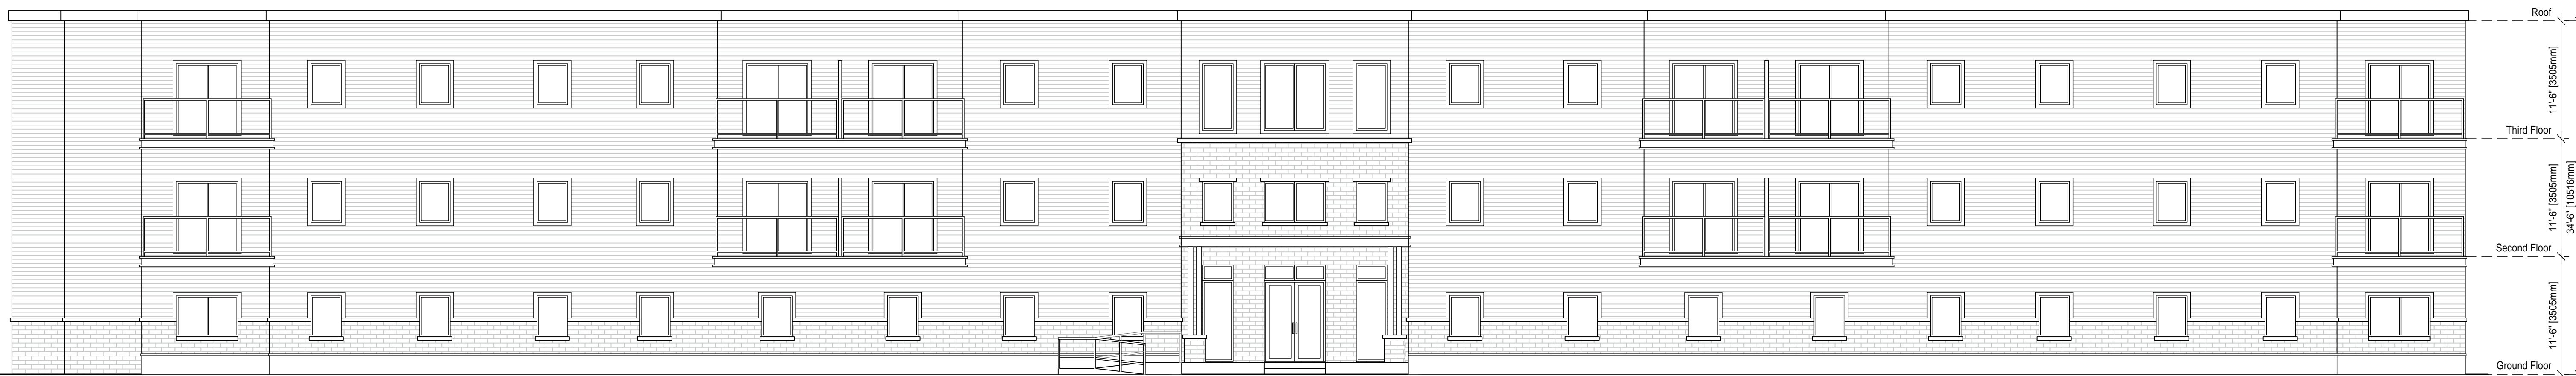 Roof
11'-6" [3505mm]
Third Floor
11'-6" [3505mm]
34'-6" [10516mm]
Second Floor
11'-6" [3505mm]
Ground Floor